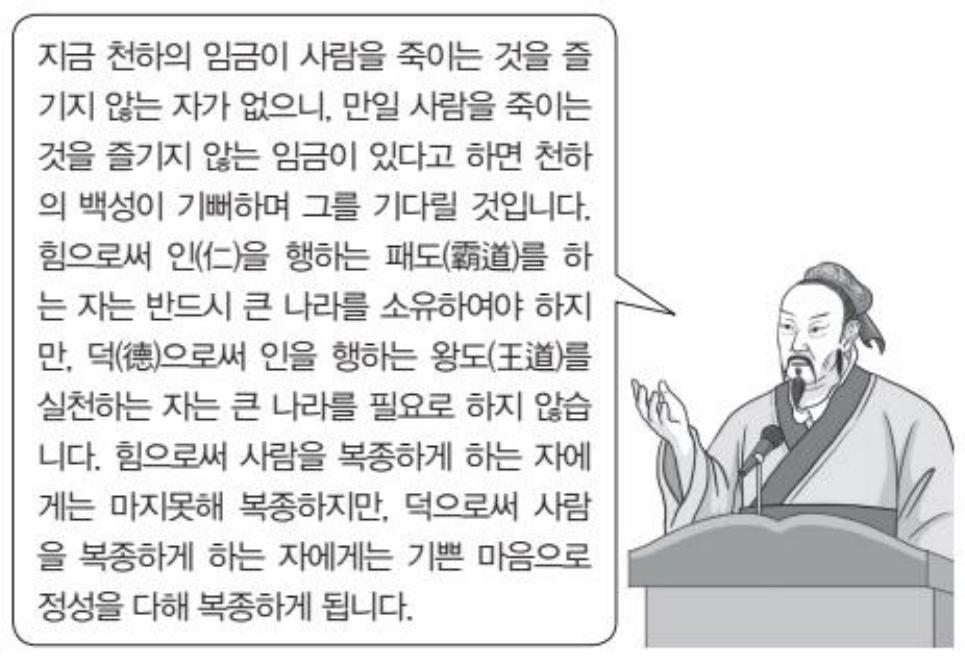 지금 천하의 임금이 사람을 죽이는 것을 즐
기지 않는 자가 없으니, 만일 사람을 죽이는
것을 즐기지 않는 임금이 있다고 하면 천하
의 백성이 기뻐하며 그를 기다릴 것입니다.
힘으로써 인(仁)을 행하는 패도(霸道)를 하
는 자는 반드시 큰 나라를 소유하여야 하지
만, 덕(德)으로써 인을 행하는 왕도(王道)를
실천하는 자는 큰 나라를 필요로 하지 않습
니다. 힘으로써 사람을 복종하게 하는 자에
게는 마지못해 복종하지만, 덕으로써 사람
을 복종하게 하는 자에게는 기쁜 마음으로
정성을 다해 복종하게 됩니다.